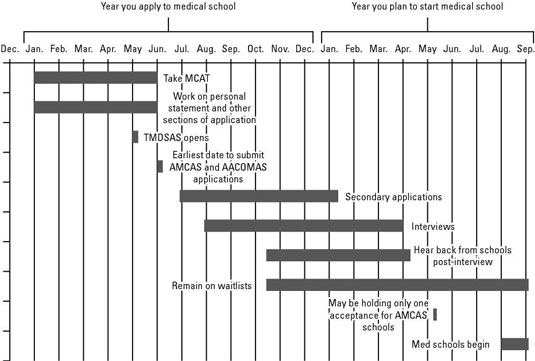 Year you apply to medical school
Year you plan to start medical school
Dec. Jan. Feb. Mar. Apr. May Jun. Jul. Aug. Sep. Oct. Nov. Dec. Jan. Feb. Mar. Apr. May Jun. Jul. Aug. Sep.
Take MCAT
Work on personal
statement and other
sections of application
TMDSAS opens
Earliest date to submit
AMCAS and AACOMAS
applications
Secondary applications
Interviews
Hear back from schools
post-interview
Remain on waitlists
May be holding only one
acceptance for AMCAS
schools
Med schools begin